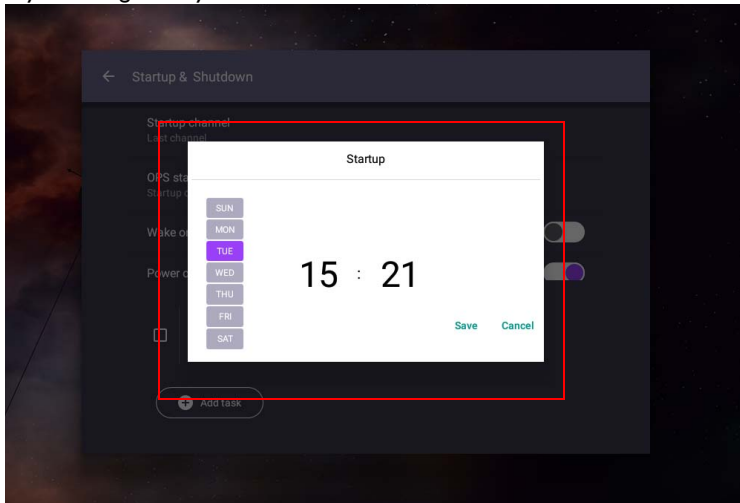 Startup & Shutdown
Startup channel
Last channel
Startup
OPS sta
Startup
SUN
MON
Wake o
TUE
WED
15 : 21
Power o
THU
FRI
Save
Cancel
SAT
Add task